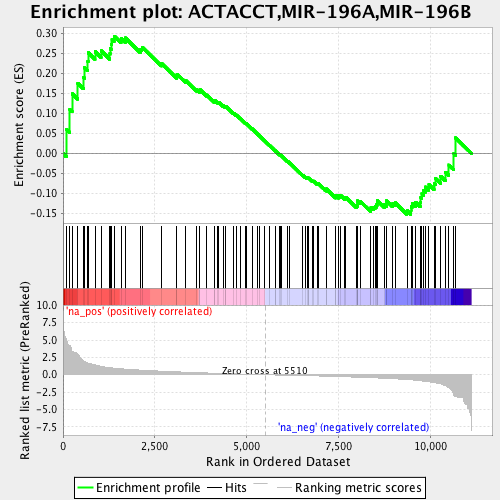 Enrichment plot: ACTACCT,MIR-196A,MIR-196B
Enrichment score (ES)
0.30
0.25
0.20
0.15
0.10
0.05
0.00
-0.05
-0.10
-0.15
Ranked list metric (PreRanked)
10.0
7.5
5.0
2.5
0.0
-2.5
-5.0
-7.5
'na_pos' (positively correlated)
Zero cross at 5510
'na_neg' (negatively correlated)
0
2,500
5,000
7,500
10,000
Rank in Ordered Dataset
Enrichment profile
Hits
Ranking metric scores